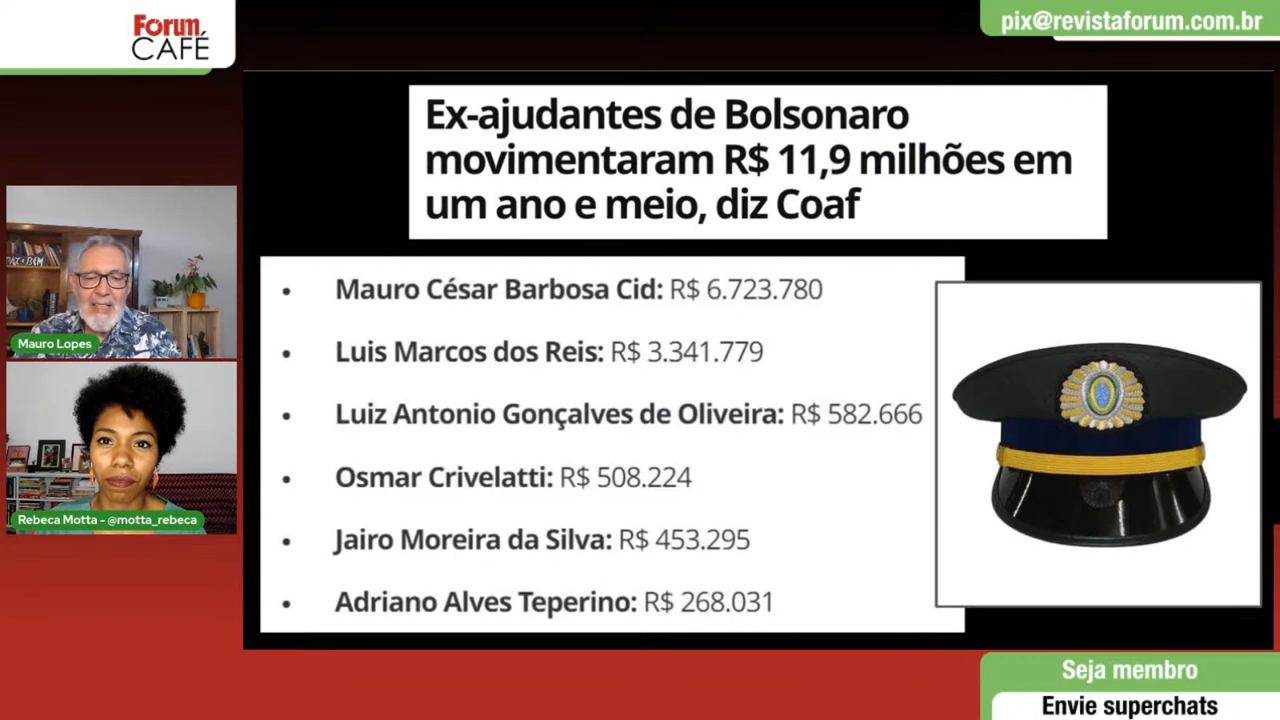 Forum
CAFÉ
pix@revistaforum.com.br
Ex-ajudantes de Bolsonaro
movimentaram R$ 11,9 milhões em
um ano e meio, diz Coaf
• Mauro César Barbosa Cid: R$ 6.723.780
• Luis Marcos dos Reis: R$ 3.341.779
• Luiz Antonio Gonçalves de Oliveira: R$ 582.666
• Osmar Crivelatti: R$ 508.224
• Jairo Moreira da Silva: R$ 453.295
• Adriano Alves Teperino: R$ 268.031
Mauro Lopes
Rebeca Motta - @motta_rebeca
Seja membro
Envie superchats